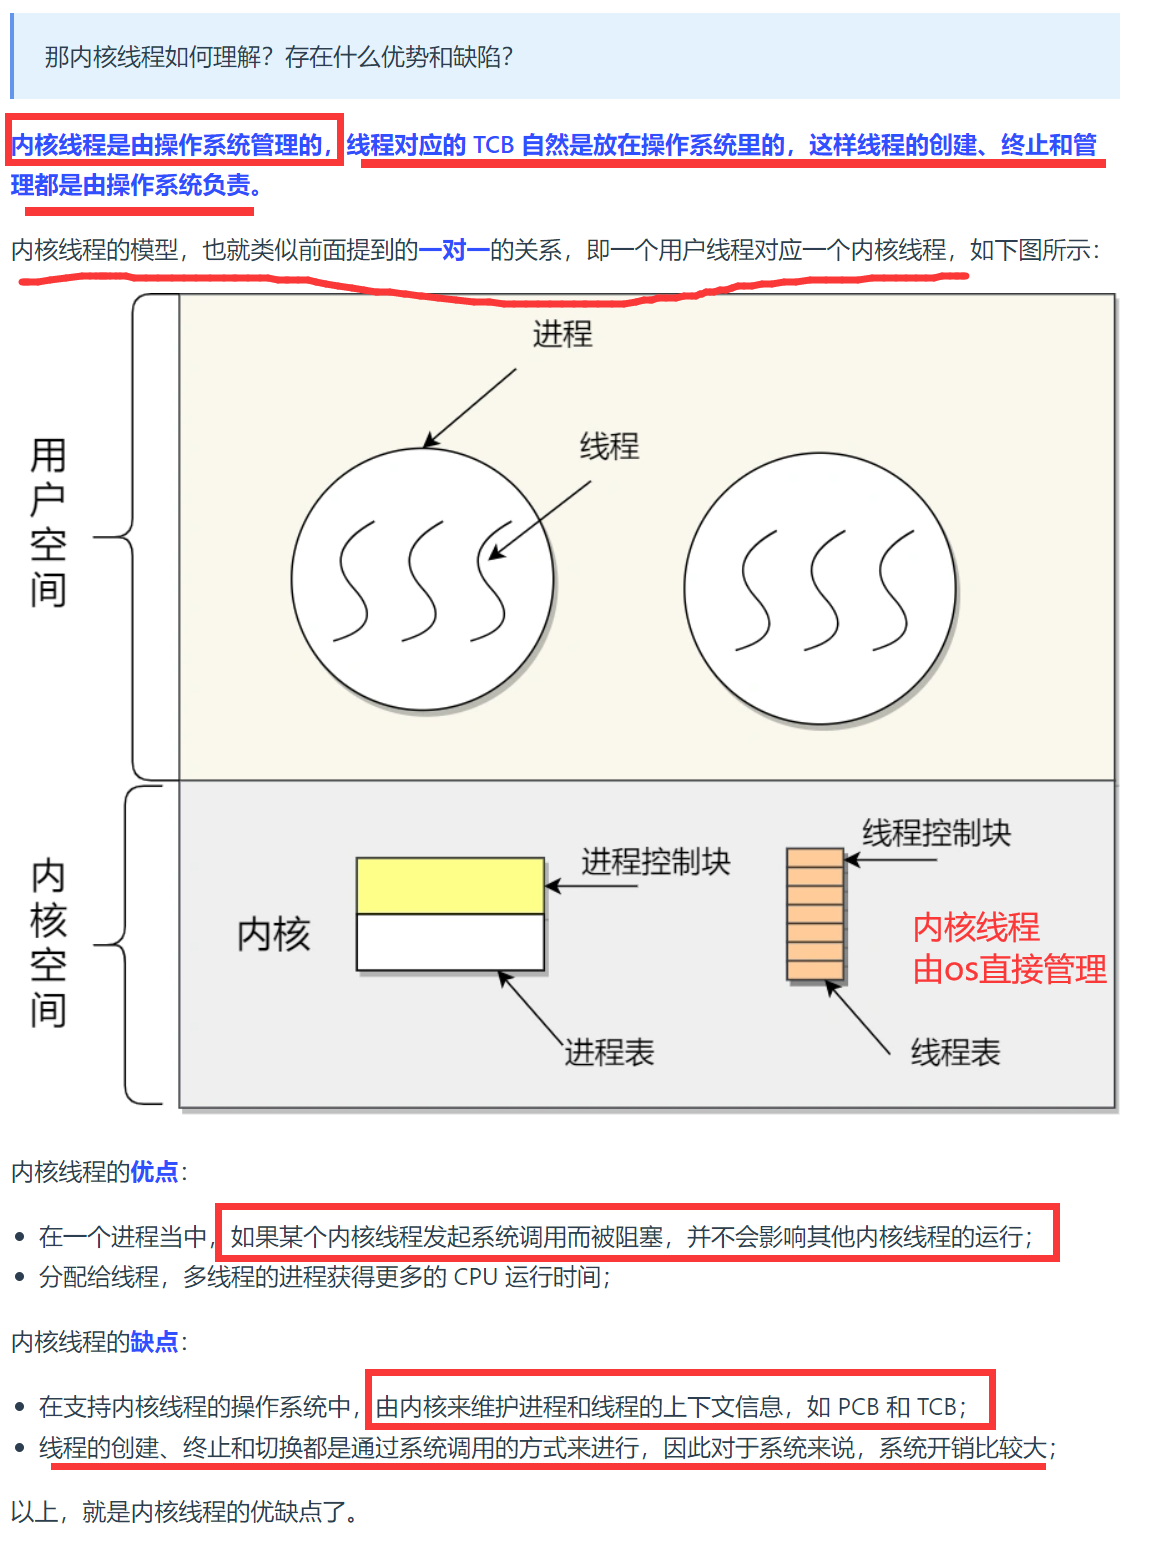 那内核线程如何理解？存在什么优势和缺陷？
内核线程是由操作系统管理的，线程对应的 TCB 自然是放在操作系统里的，这样线程的创建、终止和管
理都是由操作系统负责。
内核线程的模型，也就类似前面提到的一对一的关系，即一个用户线程对应一个内核线程，如下图所示：
进程
线程
用户空间
线程控制块
进程控制块
内核空间
内核
内核线程
由os直接管理
进程表
线程表
内核线程的优点：
在一个进程当中，如果某个内核线程发起系统调用而被阻塞，并不会影响其他内核线程的运行；
分配给线程，多线程的进程获得更多的 CPU 运行时间；
内核线程的缺点：
在支持内核线程的操作系统中，由内核来维护进程和线程的上下文信息，如 PCB 和 TCB；
线程的创建、终止和切换都是通过系统调用的方式来进行，因此对于系统来说，系统开销比较大；
以上，就是内核线程的优缺点了。